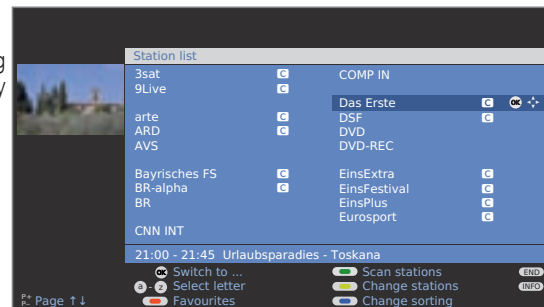 g
y
Station list
3sat C
9Live C
arte C
ARD C
AVS
Bayrisches FS C
BR-alpha C
BR
CNN INT
COMP IN
Das Erste C OK
DSF C
DVD
DVD-REC
EinsExtra C
EinsFestival C
EinsPlus C
Eurosport C
21:00 - 21:45 Urlaubsparadies - Toskana
OK Switch to ... Scan stations END
a - z Select letter Change stations INFO
P+ P- Page ↑↓ Favourites Change sorting